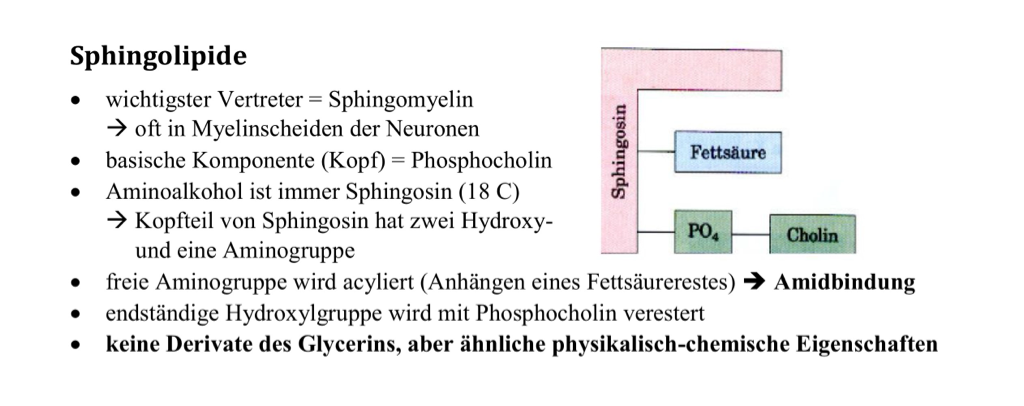 Sphingolipide
• wichtigster Vertreter = Sphingomyelin
→ oft in Myelinscheiden der Neuronen
• basische Komponente (Kopf) = Phosphocholin
• Aminoalkohol ist immer Sphingosin (18 C)
→ Kopfteil von Sphingosin hat zwei Hydroxy-
und eine Aminogruppe
• freie Aminogruppe wird acyliert (Anhängen eines Fettsäurerestes) ➔ Amidbindung
• endständige Hydroxylgruppe wird mit Phosphocholin verestert
• keine Derivate des Glycerins, aber ähnliche physikalisch-chemische Eigenschaften
Sphingosin
Fettsäure
PO₄
Cholin